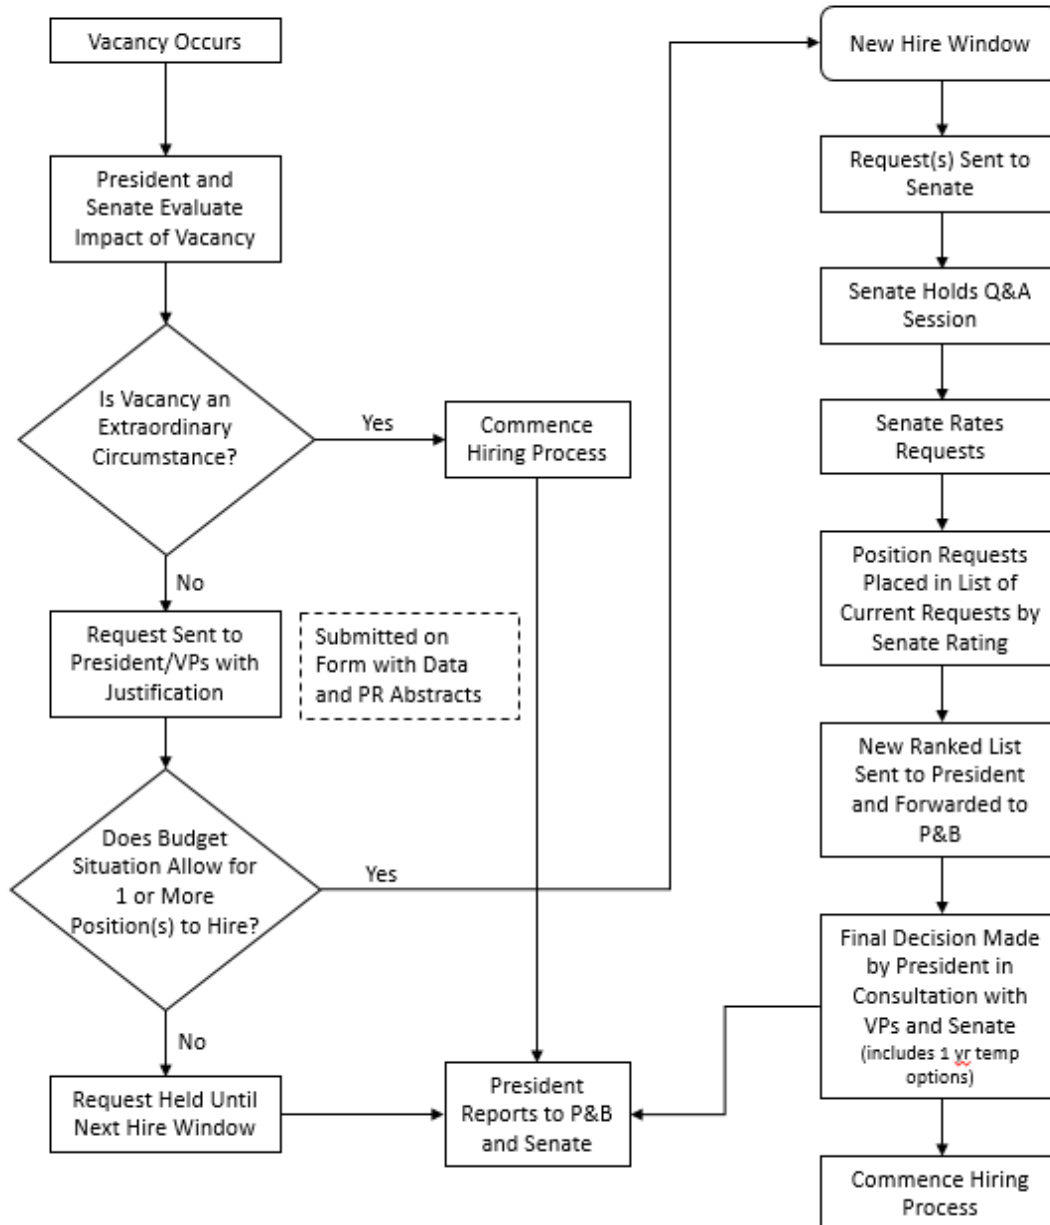 Vacancy Occurs
President and
Senate Evaluate
Impact of Vacancy
Is Vacancy an
Extraordinary
Circumstance?
Yes
Commence
Hiring Process
No
Request Sent to
President/VPs with
Justification
Submitted on
Form with Data
and PR Abstracts
Does Budget
Situation Allow for
1 or More
Position(s) to Hire?
Yes
No
Request Held Until
Next Hire Window
President
Reports to P&B
and Senate
New Hire Window
Request(s) Sent to
Senate
Senate Holds Q&A
Session
Senate Rates
Requests
Position Requests
Placed in List of
Current Requests by
Senate Rating
New Ranked List
Sent to President
and Forwarded to
P&B
Final Decision Made
by President in
Consultation with
VPs and Senate
(includes 1 yr temp
options)
Commence Hiring
Process